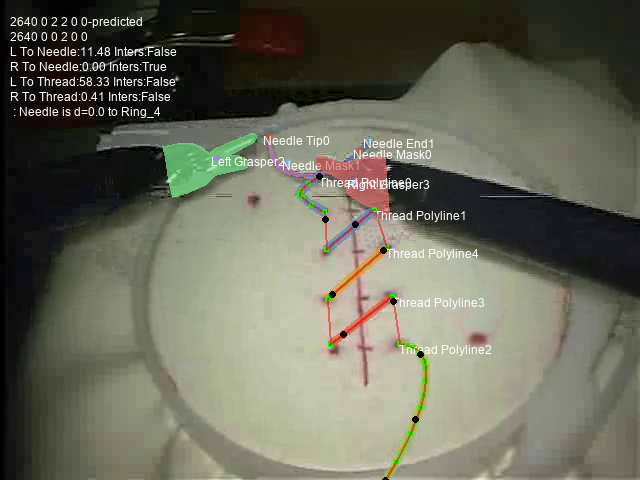 2640 0 2 2 0 0-predicted
2640 0 0 2 0 0
L To Needle:11.48 Inters:False
R To Needle:0.00 Inters:True
L To Thread:58.33 Inters:False
R To Thread:0.41 Inters:False
: Needle is d=0.0 to Ring_4
Needle Tip0
Needle End1
Needle Mask0
Left Grasper2
Needle Mask1
Thread Polyline0
Right Grasper3
Thread Polyline1
Thread Polyline4
Thread Polyline3
Thread Polyline2